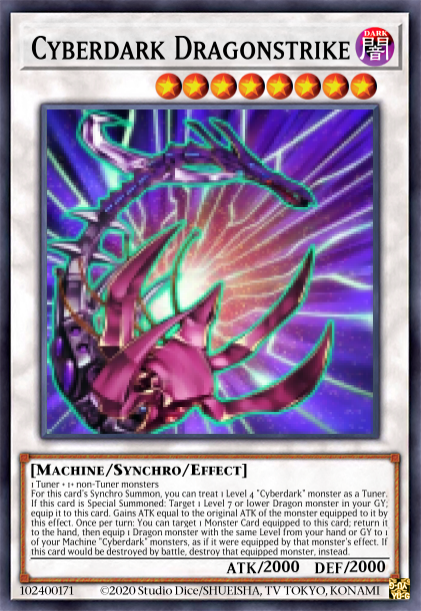 CYBERDARK DRAGONSTRIKE
DARK
闇
[MACHINE/SYNCHRO/EFFECT]
1 Tuner + 1+ non-Tuner monsters
For this card's Synchro Summon, you can treat 1 Level 4 "Cyberdark" monster as a Tuner.
If this card is Special Summoned: Target 1 Level 7 or lower Dragon monster in your GY;
equip it to this card. Gains ATK equal to the original ATK of the monster equipped to it by
this effect. Once per turn: You can target 1 Monster Card equipped to this card; return it
to the hand, then equip 1 Dragon monster with the same Level from your hand or GY to 1
of your Machine "Cyberdark" monsters, as if it were equipped by that monster's effect. If
this card would be destroyed by battle, destroy that equipped monster, instead.
ATK/2000 DEF/2000
102400171 ©2020 Studio Dice/SHUEISHA, TV TOKYO, KONAMI